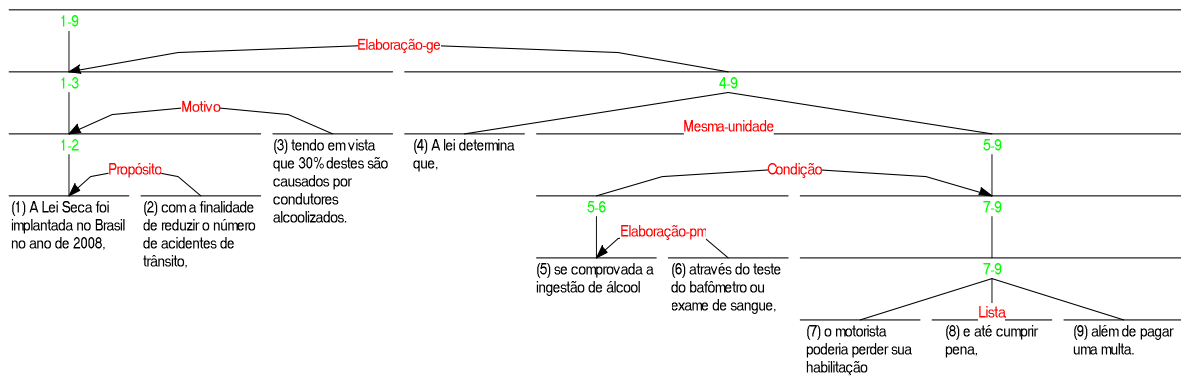 1-9
Elaboração-ge
1-3
4-9
Motivo
Mesma-unidade
1-2
(3) tendo em vista
que 30% destes são
causados por
condutores
alcoolizados.
(4) A lei determina
que,
5-9
Propósito
Condição
(1) A Lei Seca foi
implantada no Brasil
no ano de 2008,
(2) com a finalidade
de reduzir o número
de acidentes de
trânsito,
5-6
7-9
Elaboração-pm
(5) se comprovada a
ingestão de álcool
(6) através do teste
do bafômetro ou
exame de sangue,
7-9
Lista
(7) o motorista
poderia perder sua
habilitação
(8) e até cumprir
pena,
(9) além de pagar
uma multa.